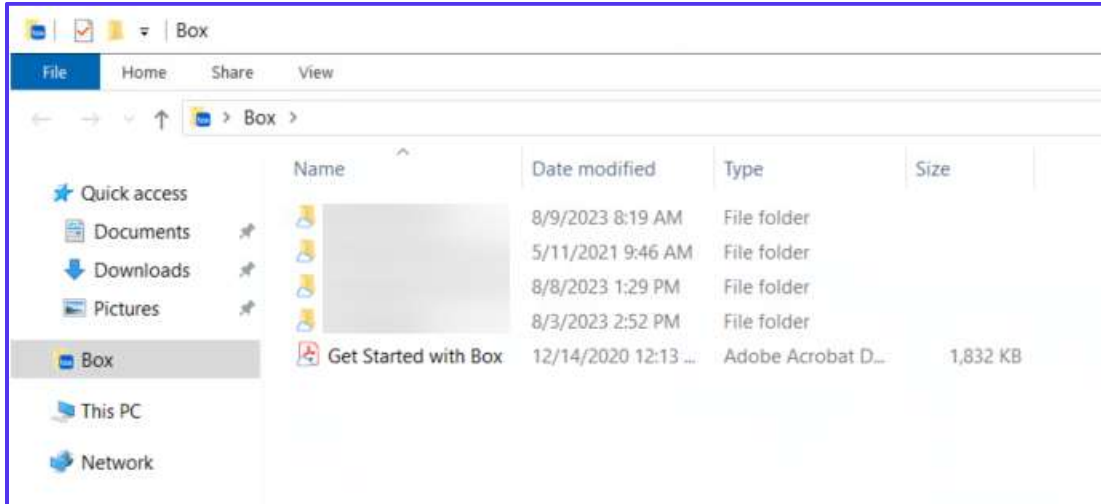 Box
File Home Share View
Box
Name Date modified Type Size
Quick access
Documents
Downloads
Pictures
Box
This PC
Network
8/9/2023 8:19 AM File folder
5/11/2021 9:46 AM File folder
8/8/2023 1:29 PM File folder
8/3/2023 2:52 PM File folder
Get Started with Box 12/14/2020 12:13 ... Adobe Acrobat D... 1,832 KB